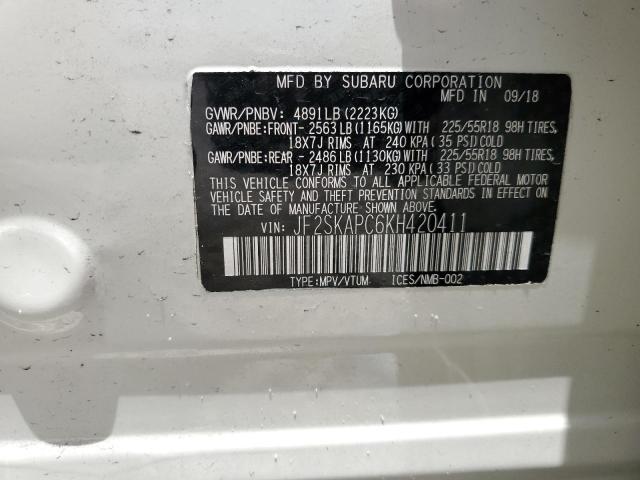 MFD BY SUBARU CORPORATION
MFD IN 09/18
GVWR/PNBV: 4891LB(2223KG)
GAWR/PNBE:FRONT- 2563LB(1165KG)WITH 225/55R18 98H TIRES,
18X7J RIMS AT 240 KPA(35 PSI)COLD
GAWR/PNBE:REAR - 2486LB(1130KG)WITH 225/55R18 98H TIRES,
18X7J RIMS AT 230 KPA(33 PSI)COLD
THIS VEHICLE CONFORMS TO ALL APPLICABLE FEDERAL MOTOR
VEHICLE SAFETY, BUMPER, AND THEFT PREVENTION STANDARDS
IN EFFECT ON THE DATE OF MANUFACTURE SHOWN ABOVE.
VIN: JF2SKAPC6KH420411
TYPE:MPV/VTUM ICES/NMB-002